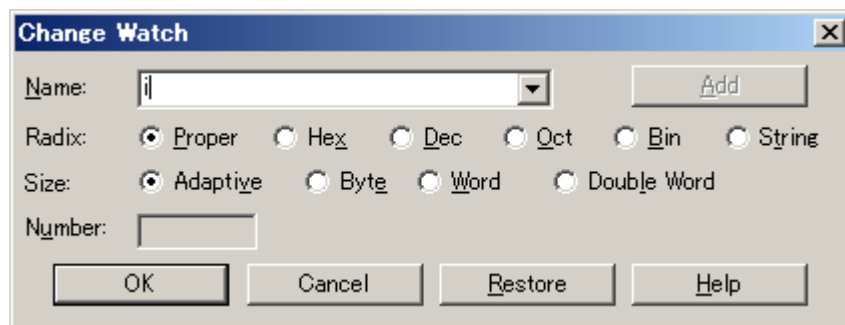 Change Watch
Name: i Add
Radix: Proper Hex Dec Oct Bin String
Size: Adaptive Byte Word Double Word
Number:
OK Cancel Restore Help